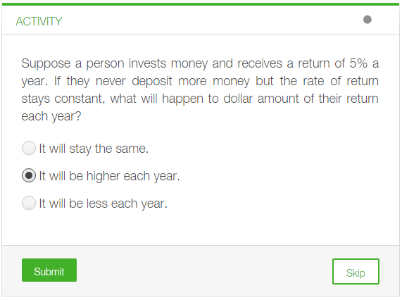 ACTIVITY
Suppose a person invests money and receives a return of 5% a
year. If they never deposit more money but the rate of return
stays constant, what will happen to dollar amount of their return
each year?
It will stay the same.
It will be higher each year.
It will be less each year.
Submit
Skip